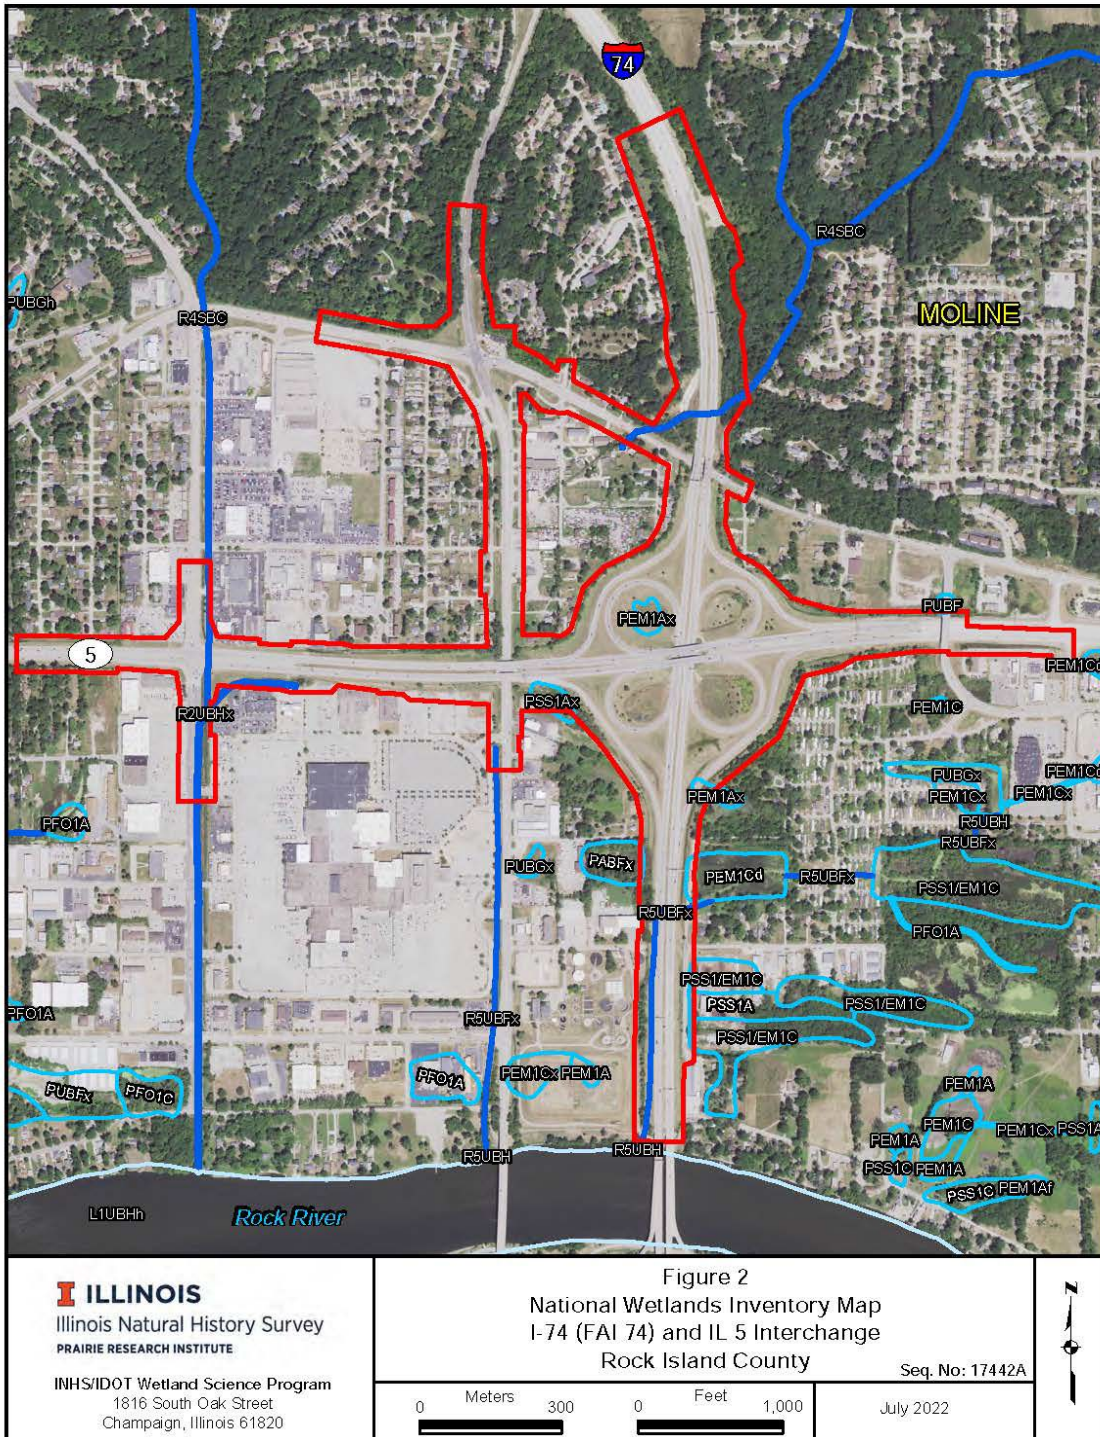 74
R4SBC
MOLINE
PUBGh
R4SBC
PEM1Ax
PUBF
5
PEM1Cd
PSS1Ax
PEM1C
R2UBHx
PUBGx
PEM1Cd
PEM1Ax
PEM1Cx
PEM1Cx
PFO1A
R5UBH
R5UBFx
PUBGx
PABFx
PEM1Cd
R5UBFx
PSS1/EM1C
R5UBFx
PFO1A
PSS1/EM1C
PSS1A
PSS1/EM1C
PFO1A
R5UBFx
PSS1/EM1C
PFO1A
PEM1Cx PEM1A
PEM1A
PUBFx
PFO1C
PEM1C
PEM1Cx
PSS1A
PEM1A
R5UBH
R5UBH
PSS1C
PEM1A
PSS1C
PEM1Af
L1UBHh
Rock River
I ILLINOIS
Illinois Natural History Survey
PRAIRIE RESEARCH INSTITUTE
INHS/IDOT Wetland Science Program
1816 South Oak Street
Champaign, Illinois 61820
Figure 2
National Wetlands Inventory Map
I-74 (FAI 74) and IL 5 Interchange
Rock Island County
Seq. No: 17442A
Meters
0 300
Feet
0 1,000
July 2022
N